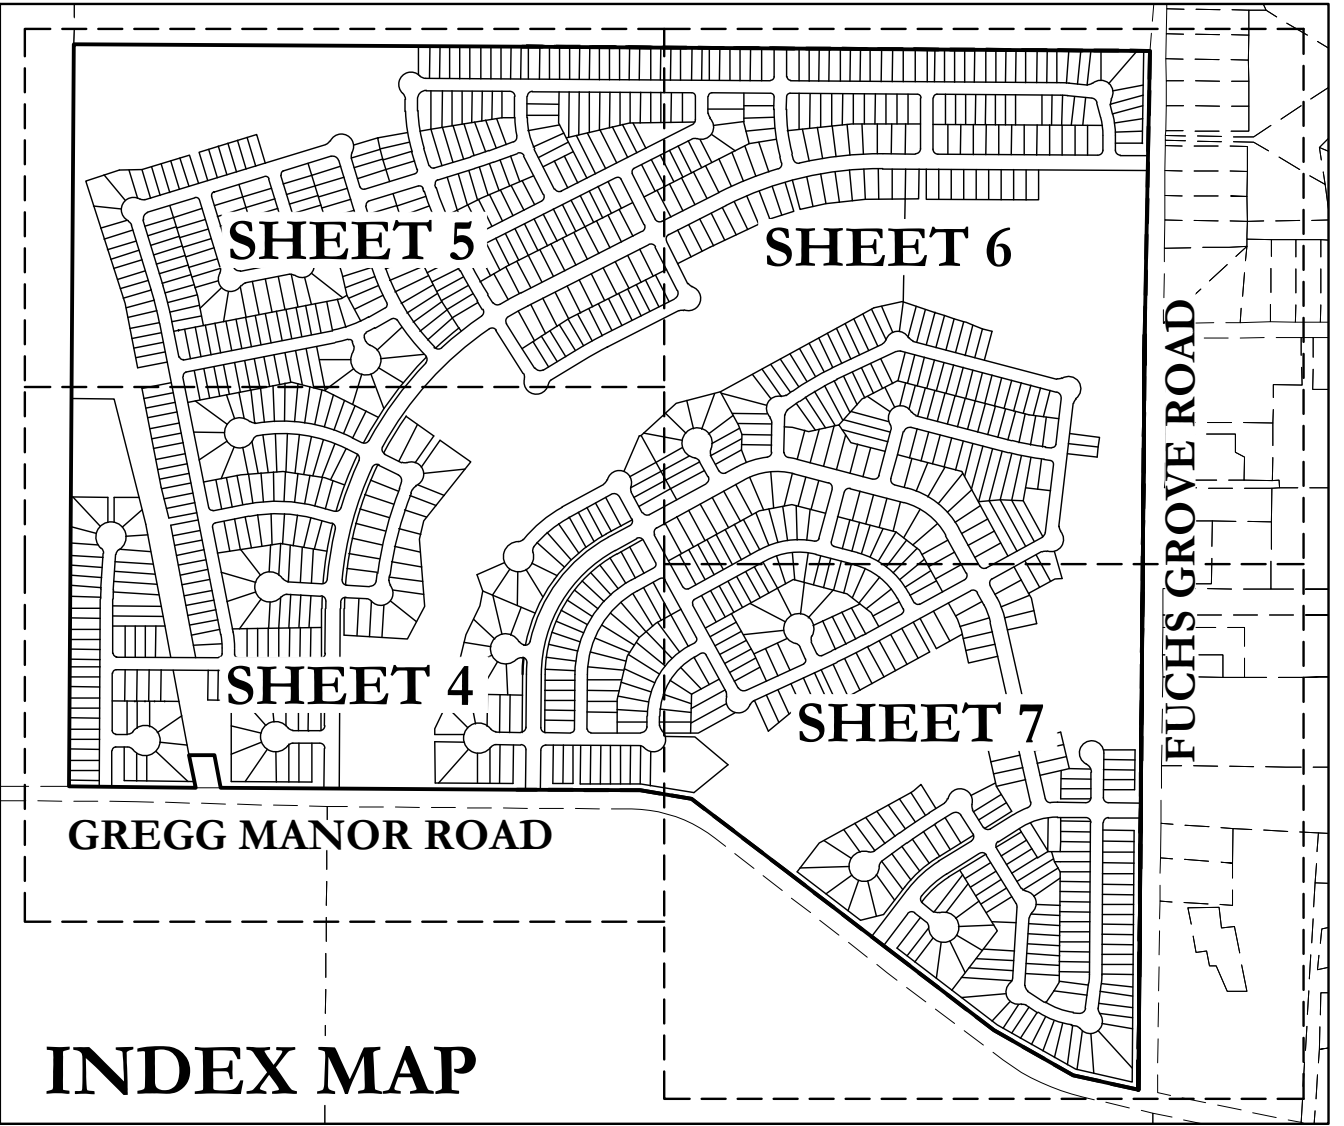 SHEET 5
SHEET 6
FUCHS GROVE ROAD
SHEET 4
SHEET 7
GREGG MANOR ROAD
INDEX MAP